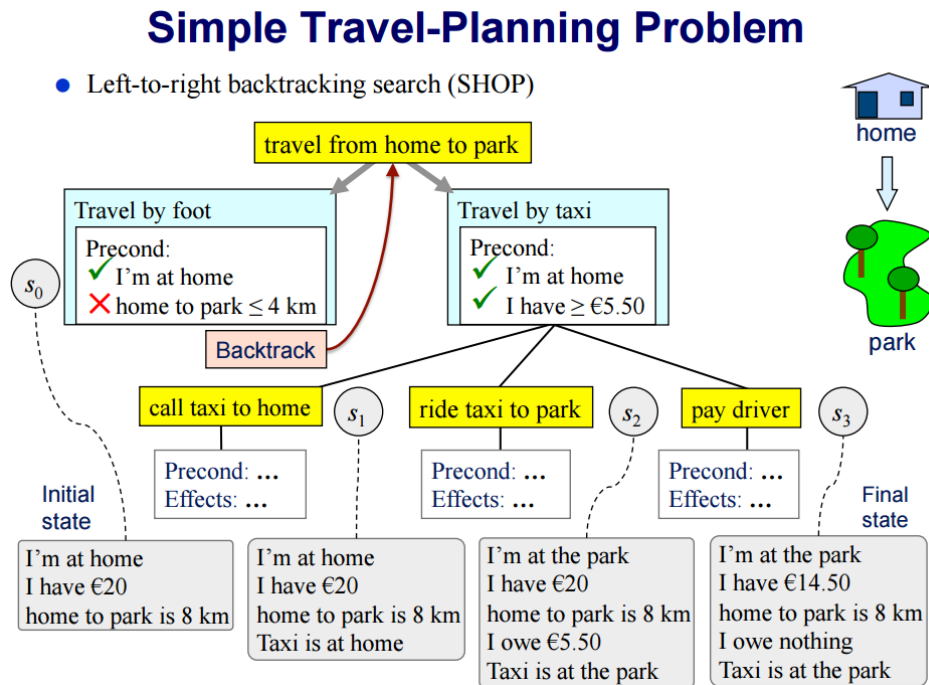 Simple Travel-Planning Problem
● Left-to-right backtracking search (SHOP)
home
travel from home to park
Travel by foot
Precond:
✓ I'm at home
✗ home to park ≤ 4 km
Travel by taxi
Precond:
✓ I'm at home
✓ I have ≥ €5.50
s0
park
Backtrack
call taxi to home
s1
ride taxi to park
s2
pay driver
s3
Precond: ...
Effects: ...
Precond: ...
Effects: ...
Precond: ...
Effects: ...
Initial
state
Final
state
I'm at home
I have €20
home to park is 8 km
I'm at home
I have €20
home to park is 8 km
Taxi is at home
I'm at the park
I have €20
home to park is 8 km
I owe €5.50
Taxi is at the park
I'm at the park
I have €14.50
home to park is 8 km
I owe nothing
Taxi is at the park